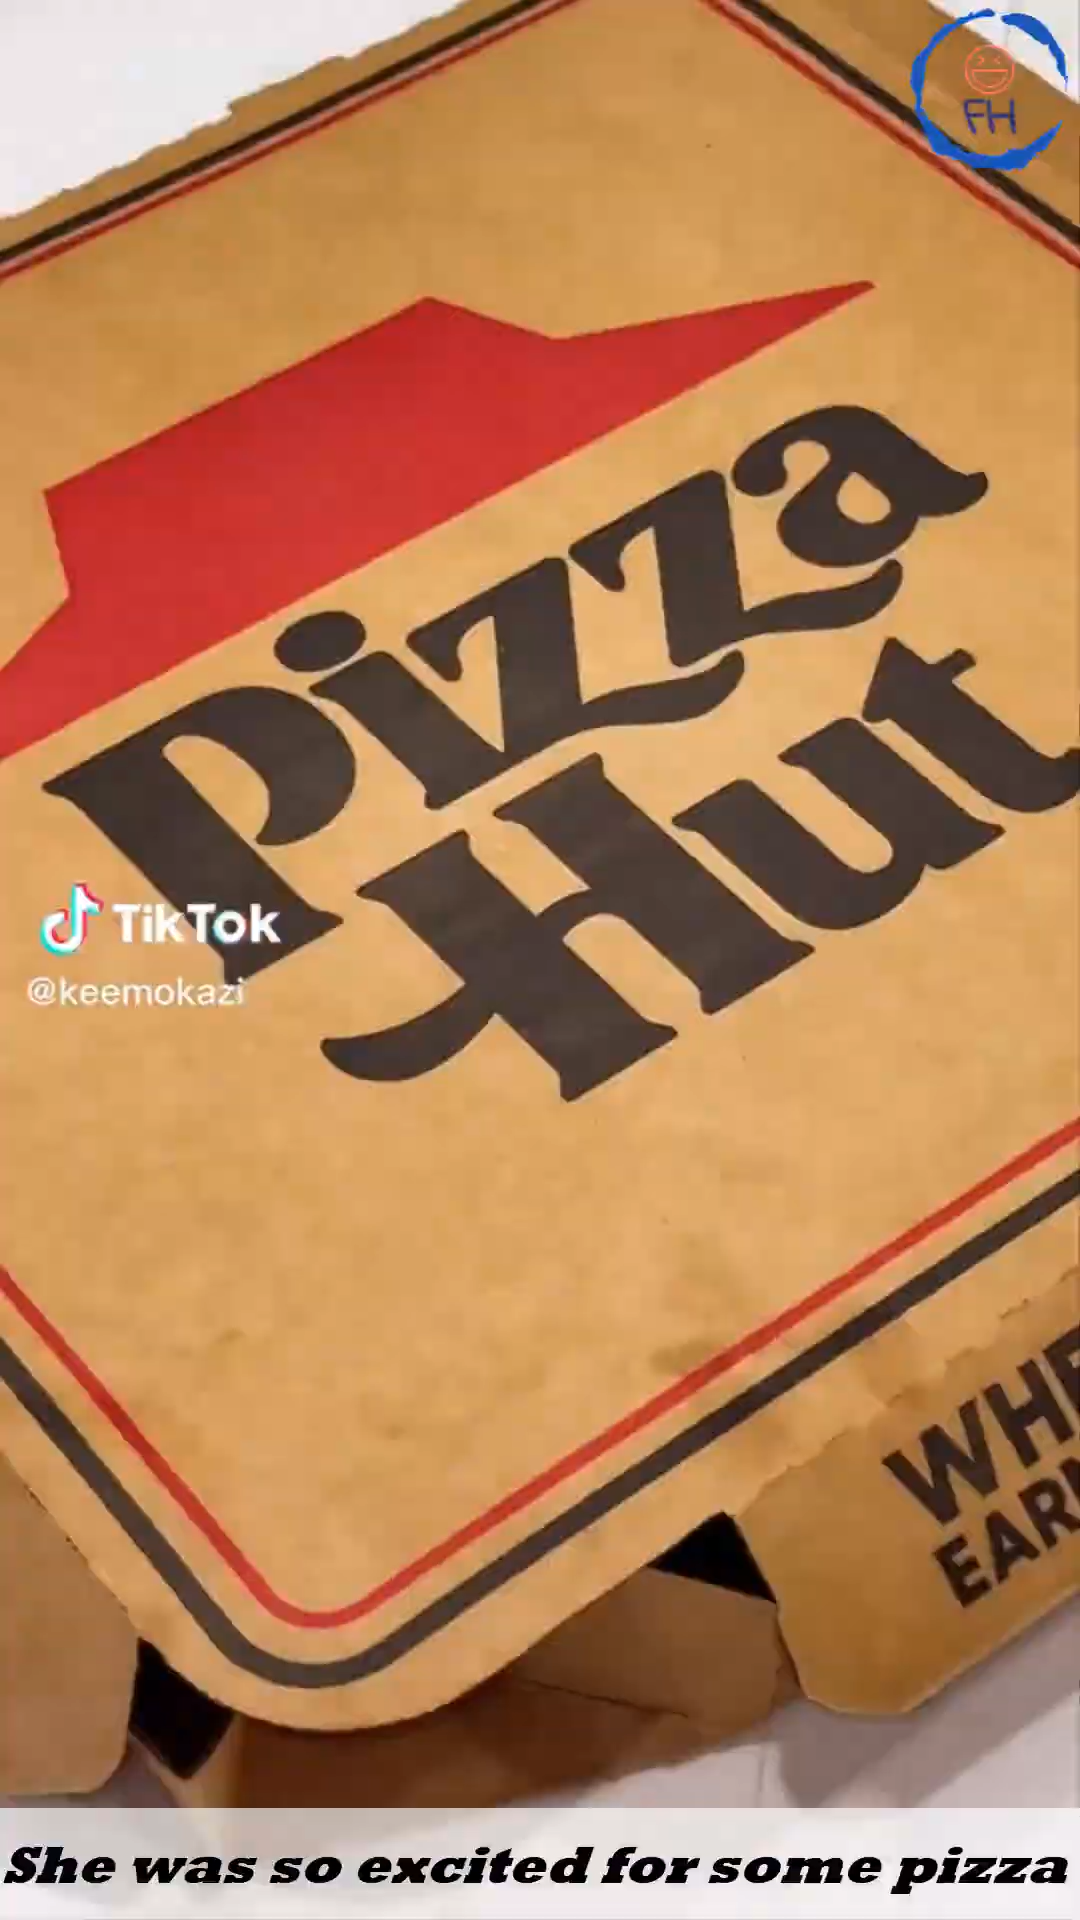 FH
Pizza
Hut
TikTok
@keemokazi
She was so excited for some pizza